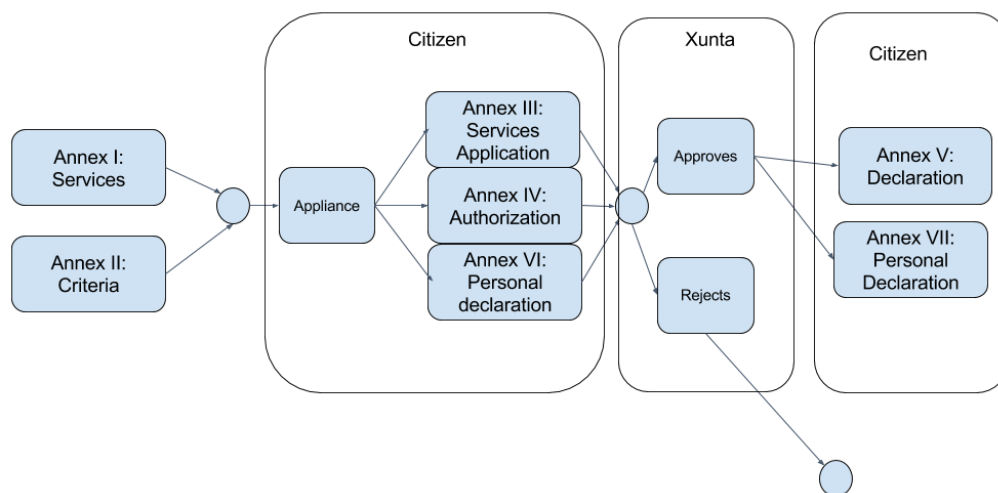 Citizen
Xunta
Citizen
Annex I:
Services
Annex II:
Criteria
Appliance
Annex III:
Services
Application
Annex IV:
Authorization
Annex VI:
Personal
declaration
Approves
Rejects
Annex V:
Declaration
Annex VII:
Personal
Declaration